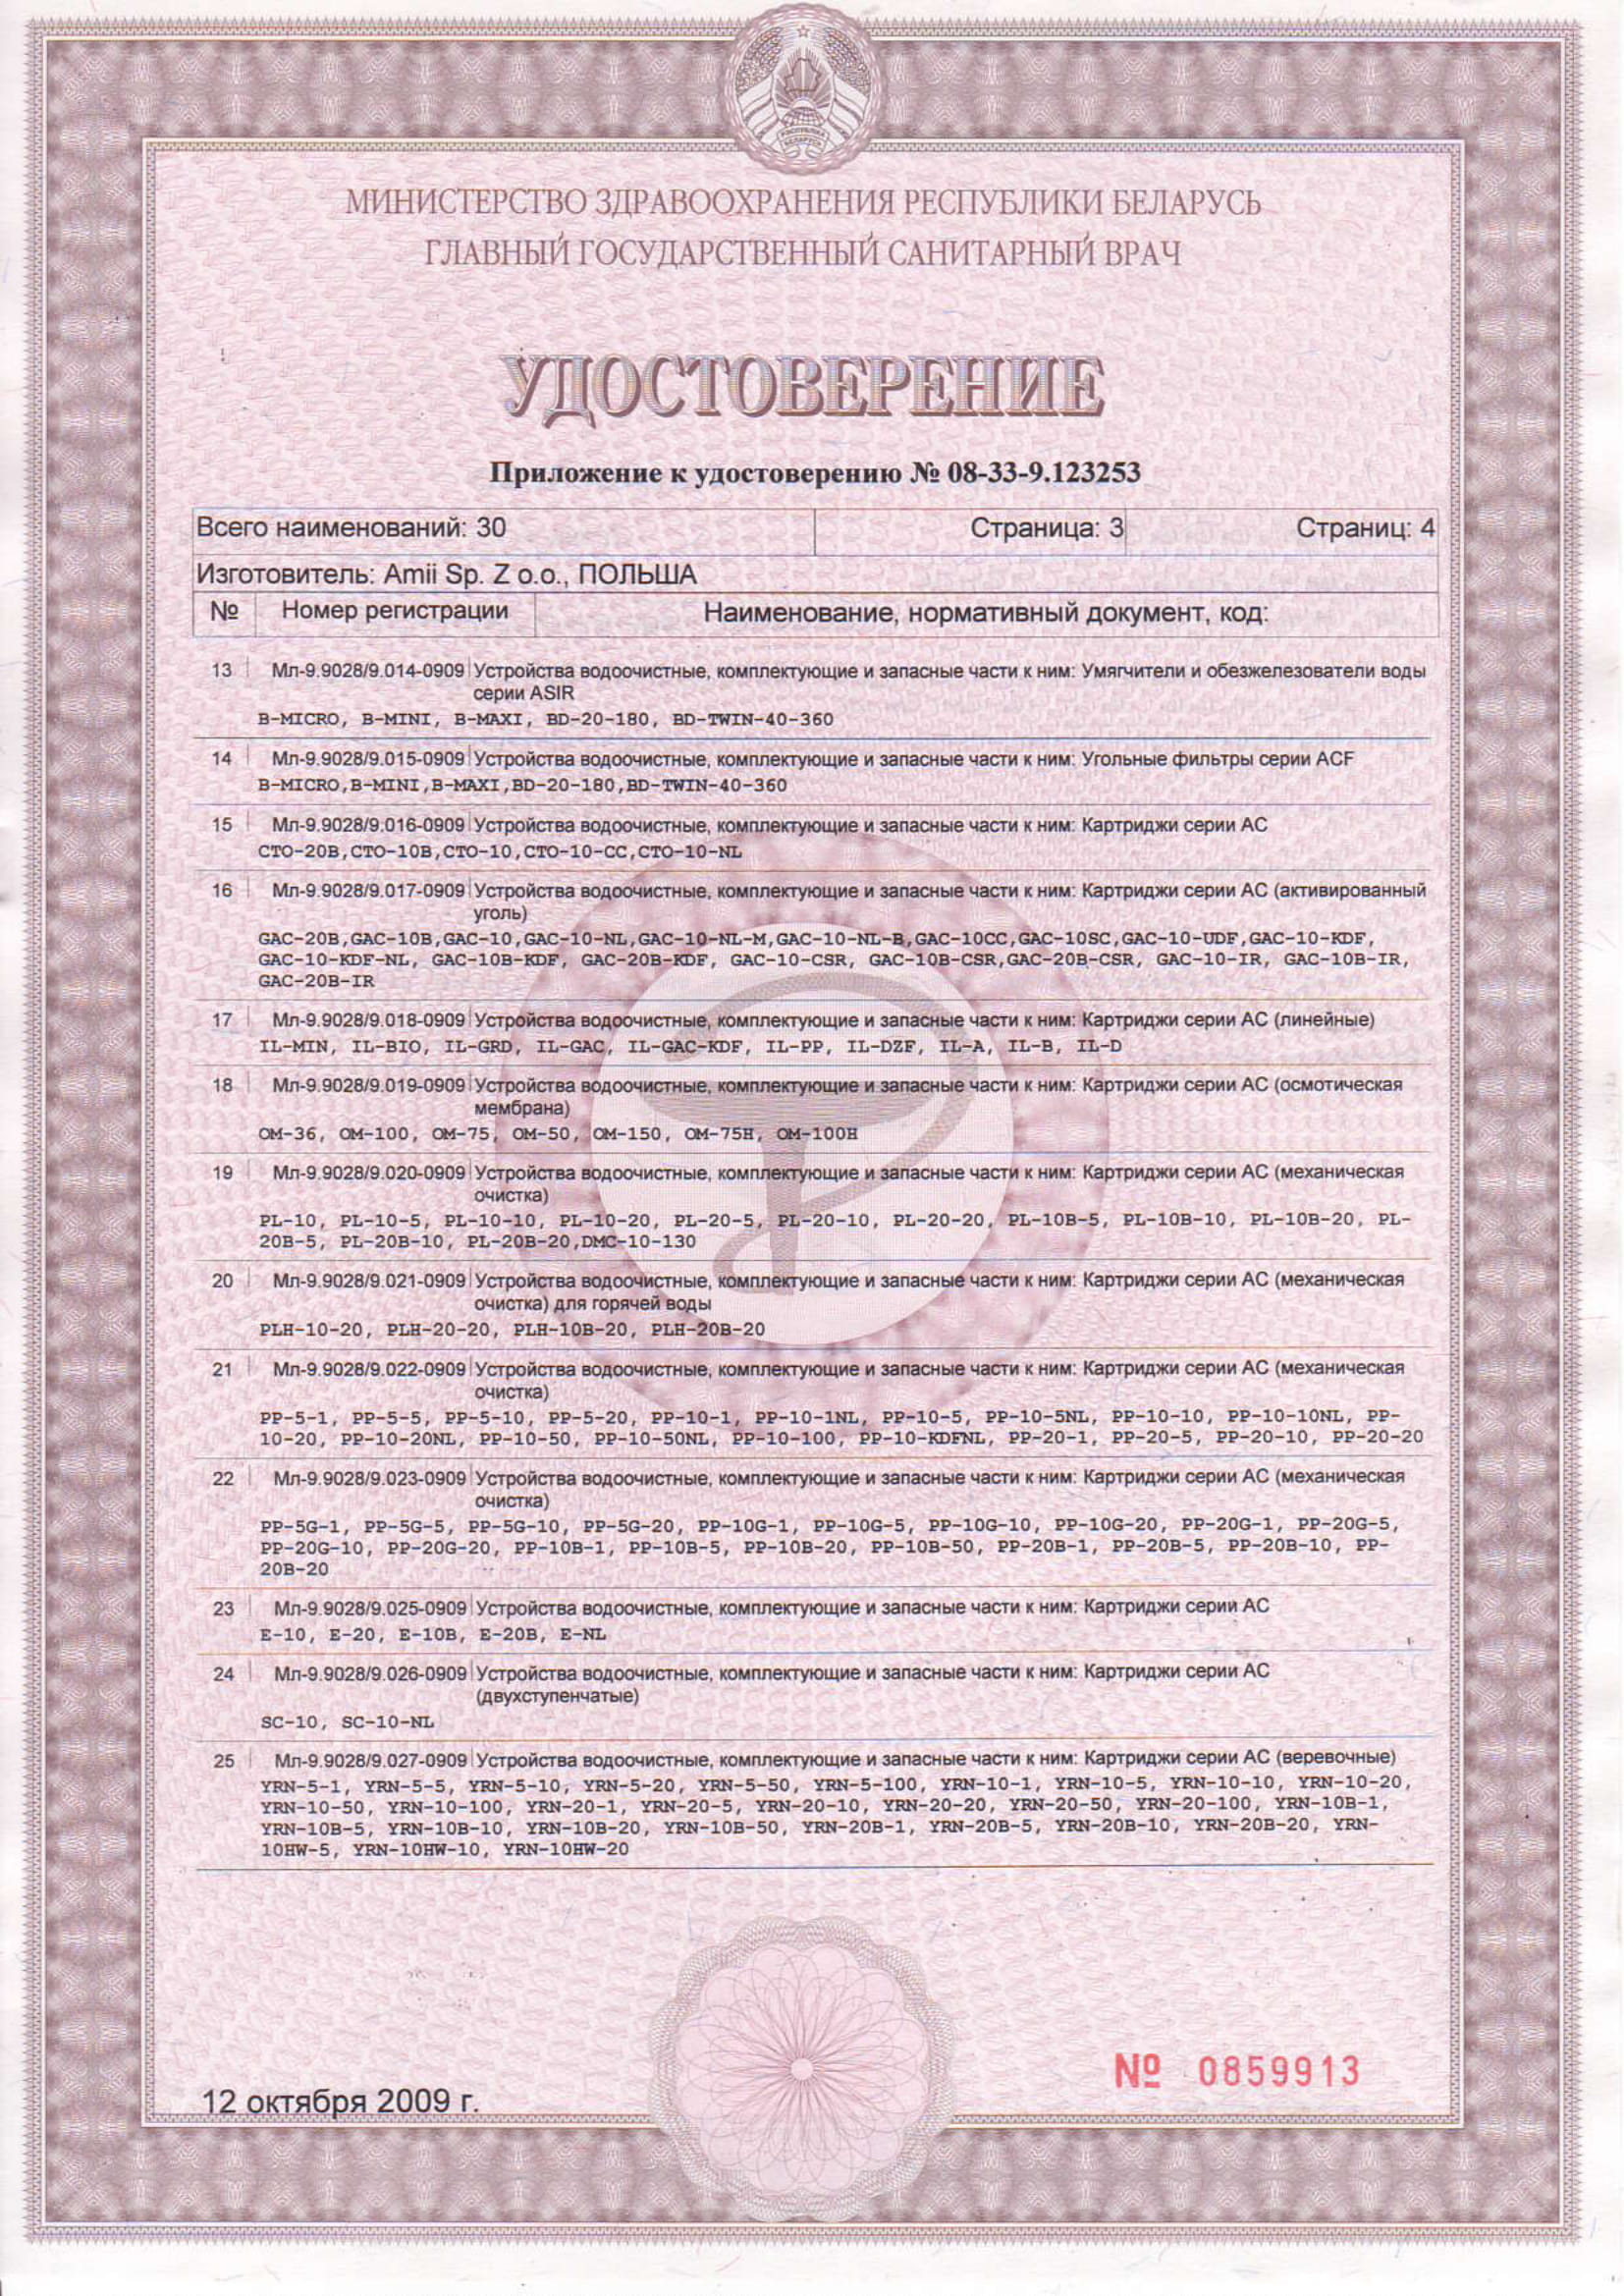 РЕСПУБЛИКА
БЕЛАРУСЬ
МИНИСТЕРСТВО ЗДРАВООХРАНЕНИЯ РЕСПУБЛИКИ БЕЛАРУСЬ
ГЛАВНЫЙ ГОСУДАРСТВЕННЫЙ САНИТАРНЫЙ ВРАЧ
УДОСТОВЕРЕНИЕ
Приложение к удостоверению № 08-33-9.123253
Всего наименований: 30 Страница: 3 Страниц: 4
Изготовитель: Amii Sp. Z o.o., ПОЛЬША
№ Номер регистрации Наименование, нормативный документ, код:
13 Мл-9.9028/9.014-0909 Устройства водоочистные, комплектующие и запасные части к ним: Умягчители и обезжелезователи воды
серии ASIR
B-MICRO, B-MINI, B-MAXI, BD-20-180, BD-TWIN-40-360
14 Мл-9.9028/9.015-0909 Устройства водоочистные, комплектующие и запасные части к ним: Угольные фильтры серии ACF
B-MICRO,B-MINI,B-MAXI,BD-20-180,BD-TWIN-40-360
15 Мл-9.9028/9.016-0909 Устройства водоочистные, комплектующие и запасные части к ним: Картриджи серии АС
CTO-20B,CTO-10B,CTO-10,CTO-10-CC,CTO-10-NL
16 Мл-9.9028/9.017-0909 Устройства водоочистные, комплектующие и запасные части к ним: Картриджи серии АС (активированный
уголь)
GAC-20B,GAC-10B,GAC-10,GAC-10-NL,GAC-10-NL-M,GAC-10-NL-B,GAC-10CC,GAC-10SC,GAC-10-UDF,GAC-10-KDF,
GAC-10-KDF-NL, GAC-10B-KDF, GAC-20B-KDF, GAC-10-CSR, GAC-10B-CSR,GAC-20B-CSR, GAC-10-IR, GAC-10B-IR,
GAC-20B-IR
17 Мл-9.9028/9.018-0909 Устройства водоочистные, комплектующие и запасные части к ним: Картриджи серии АС (линейные)
IL-MIN, IL-BIO, IL-GRD, IL-GAC, IL-GAC-KDF, IL-PP, IL-DZF, IL-A, IL-B, IL-D
18 Мл-9.9028/9.019-0909 Устройства водоочистные, комплектующие и запасные части к ним: Картриджи серии АС (осмотическая
мембрана)
OM-36, OM-100, OM-75, OM-50, OM-150, OM-75H, OM-100H
19 Мл-9.9028/9.020-0909 Устройства водоочистные, комплектующие и запасные части к ним: Картриджи серии АС (механическая
очистка)
PL-10, PL-10-5, PL-10-10, PL-10-20, PL-20-5, PL-20-10, PL-20-20, PL-10B-5, PL-10B-10, PL-10B-20, PL-
20B-5, PL-20B-10, PL-20B-20,DMC-10-130
20 Мл-9.9028/9.021-0909 Устройства водоочистные, комплектующие и запасные части к ним: Картриджи серии АС (механическая
очистка) для горячей воды
PLH-10-20, PLH-20-20, PLH-10B-20, PLH-20B-20
21 Мл-9.9028/9.022-0909 Устройства водоочистные, комплектующие и запасные части к ним: Картриджи серии АС (механическая
очистка)
PP-5-1, PP-5-5, PP-5-10, PP-5-20, PP-10-1, PP-10-1NL, PP-10-5, PP-10-5NL, PP-10-10, PP-10-10NL, PP-
10-20, PP-10-20NL, PP-10-50, PP-10-50NL, PP-10-100, PP-10-KDFNL, PP-20-1, PP-20-5, PP-20-10, PP-20-20
22 Мл-9.9028/9.023-0909 Устройства водоочистные, комплектующие и запасные части к ним: Картриджи серии АС (механическая
очистка)
PP-5G-1, PP-5G-5, PP-5G-10, PP-5G-20, PP-10G-1, PP-10G-5, PP-10G-10, PP-10G-20, PP-20G-1, PP-20G-5,
PP-20G-10, PP-20G-20, PP-10B-1, PP-10B-5, PP-10B-20, PP-10B-50, PP-20B-1, PP-20B-5, PP-20B-10, PP-
20B-20
23 Мл-9.9028/9.025-0909 Устройства водоочистные, комплектующие и запасные части к ним: Картриджи серии АС
E-10, E-20, E-10B, E-20B, E-NL
24 Мл-9.9028/9.026-0909 Устройства водоочистные, комплектующие и запасные части к ним: Картриджи серии АС
(двухступенчатые)
SC-10, SC-10-NL
25 Мл-9.9028/9.027-0909 Устройства водоочистные, комплектующие и запасные части к ним: Картриджи серии АС (веревочные)
YRN-5-1, YRN-5-5, YRN-5-10, YRN-5-20, YRN-5-50, YRN-5-100, YRN-10-1, YRN-10-5, YRN-10-10, YRN-10-20,
YRN-10-50, YRN-10-100, YRN-20-1, YRN-20-5, YRN-20-10, YRN-20-20, YRN-20-50, YRN-20-100, YRN-10B-1,
YRN-10B-5, YRN-10B-10, YRN-10B-20, YRN-10B-50, YRN-20B-1, YRN-20B-5, YRN-20B-10, YRN-20B-20, YRN-
10HW-5, YRN-10HW-10, YRN-10HW-20
№ 0859913
12 октября 2009 г.